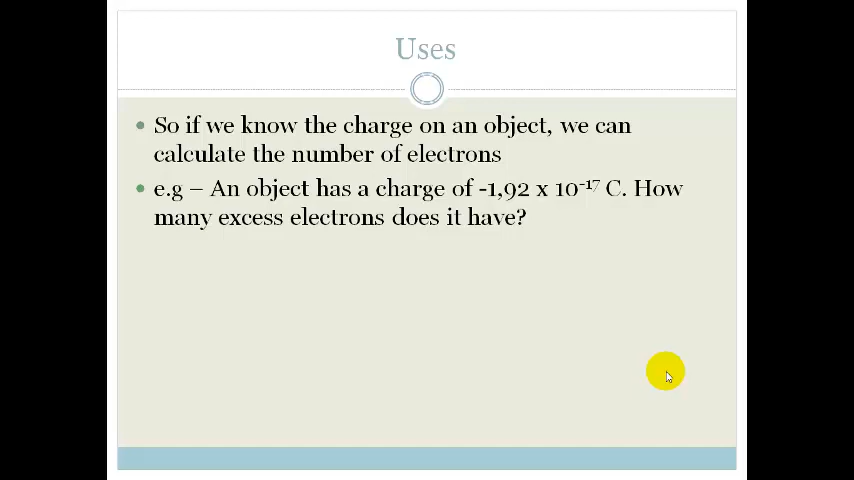 Uses
So if we know the charge on an object, we can
calculate the number of electrons
e.g – An object has a charge of -1,92 x 10⁻¹⁷ C. How
many excess electrons does it have?